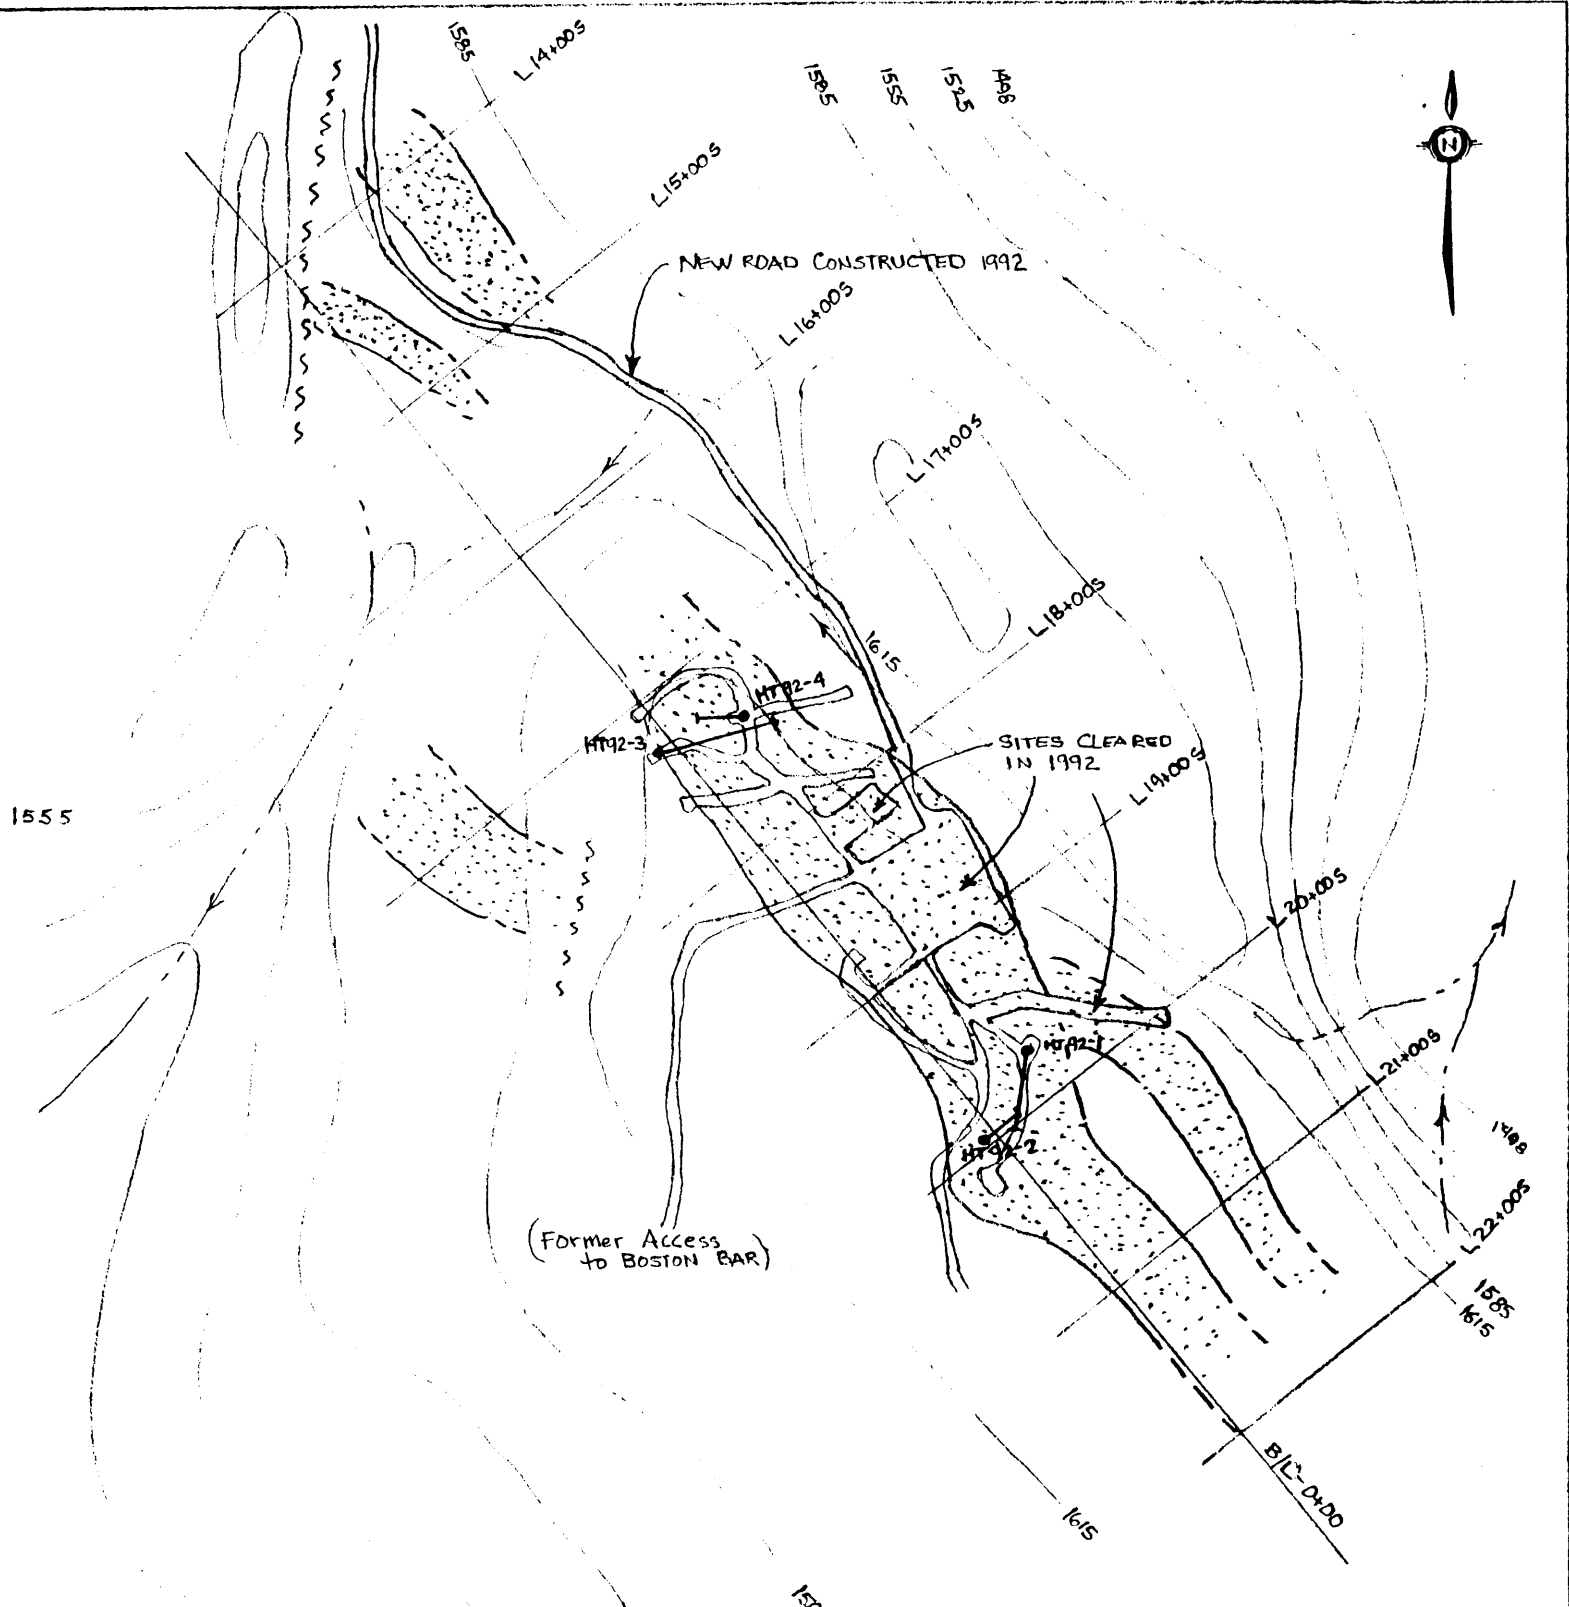 1585
L14+00S
1585
1555
1525
1498
N
L15+00S
NEW ROAD CONSTRUCTED 1992
L16+00S
L17+00S
L18+00S
1615
HT92-4
HT92-3
SITES CLEARED
IN 1992
L19+00S
1555
L20+00S
HT92-1
L21+00S
HT92-2
1498
L22+00S
(Former Access
to BOSTON BAR)
1585
1615
B/L-0+00
1615